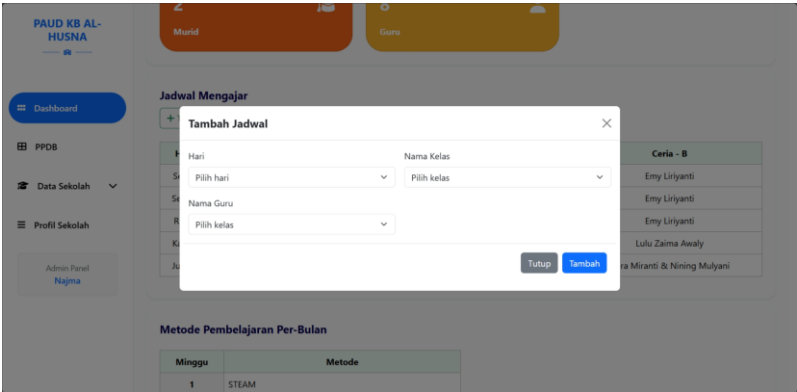 PAUD KB AL-
HUSNA
Dashboard
PPDB
Data Sekolah
Profil Sekolah
Admin Panel
Najma
2
Murid
8
Guru
Jadwal Mengajar
Tambah Jadwal
Hari
Nama Kelas
Pilih hari
Pilih kelas
Nama Guru
Pilih kelas
Tutup
Tambah
Ceria - B
Emy Liriyanti
Emy Liriyanti
Emy Liriyanti
Lulu Zaima Awaly
Miranti & Nining Mulyani
Metode Pembelajaran Per-Bulan
Minggu
Metode
1
STEAM